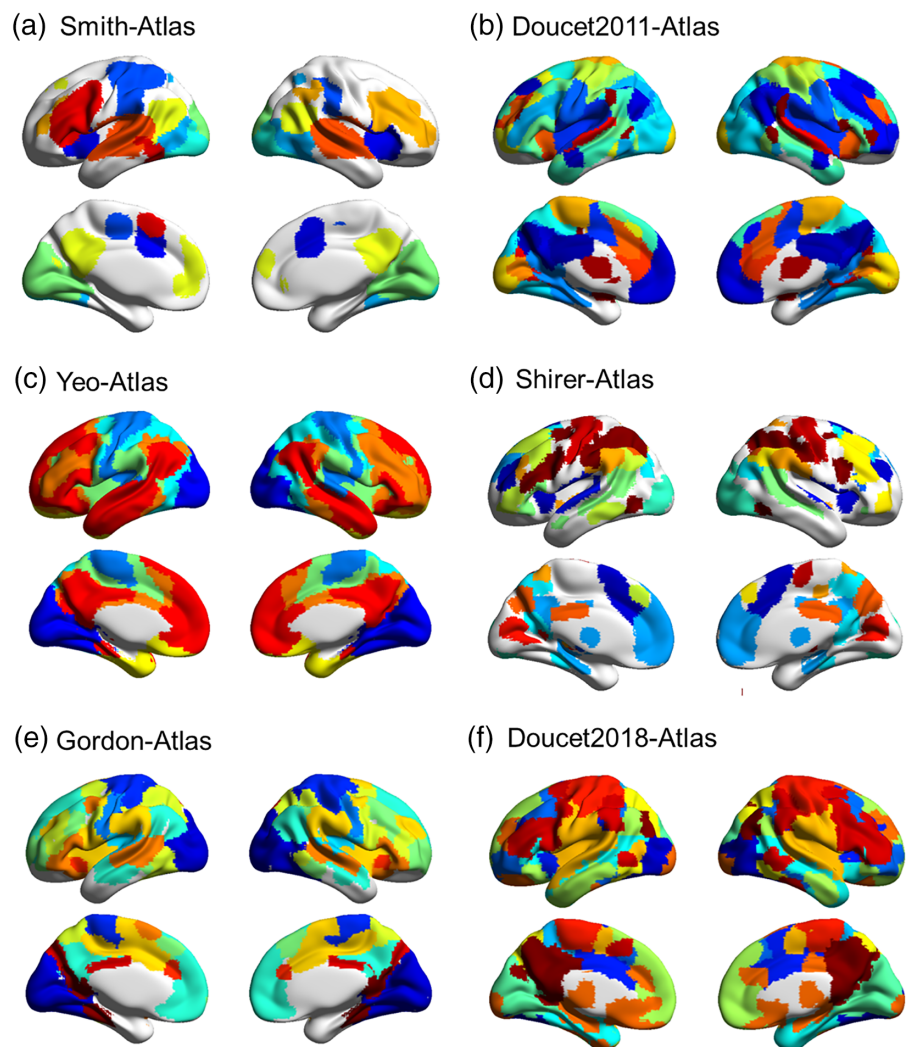 (a) Smith-Atlas
(b) Doucet2011-Atlas
(c) Yeo-Atlas
(d) Shirer-Atlas
(e) Gordon-Atlas
(f) Doucet2018-Atlas